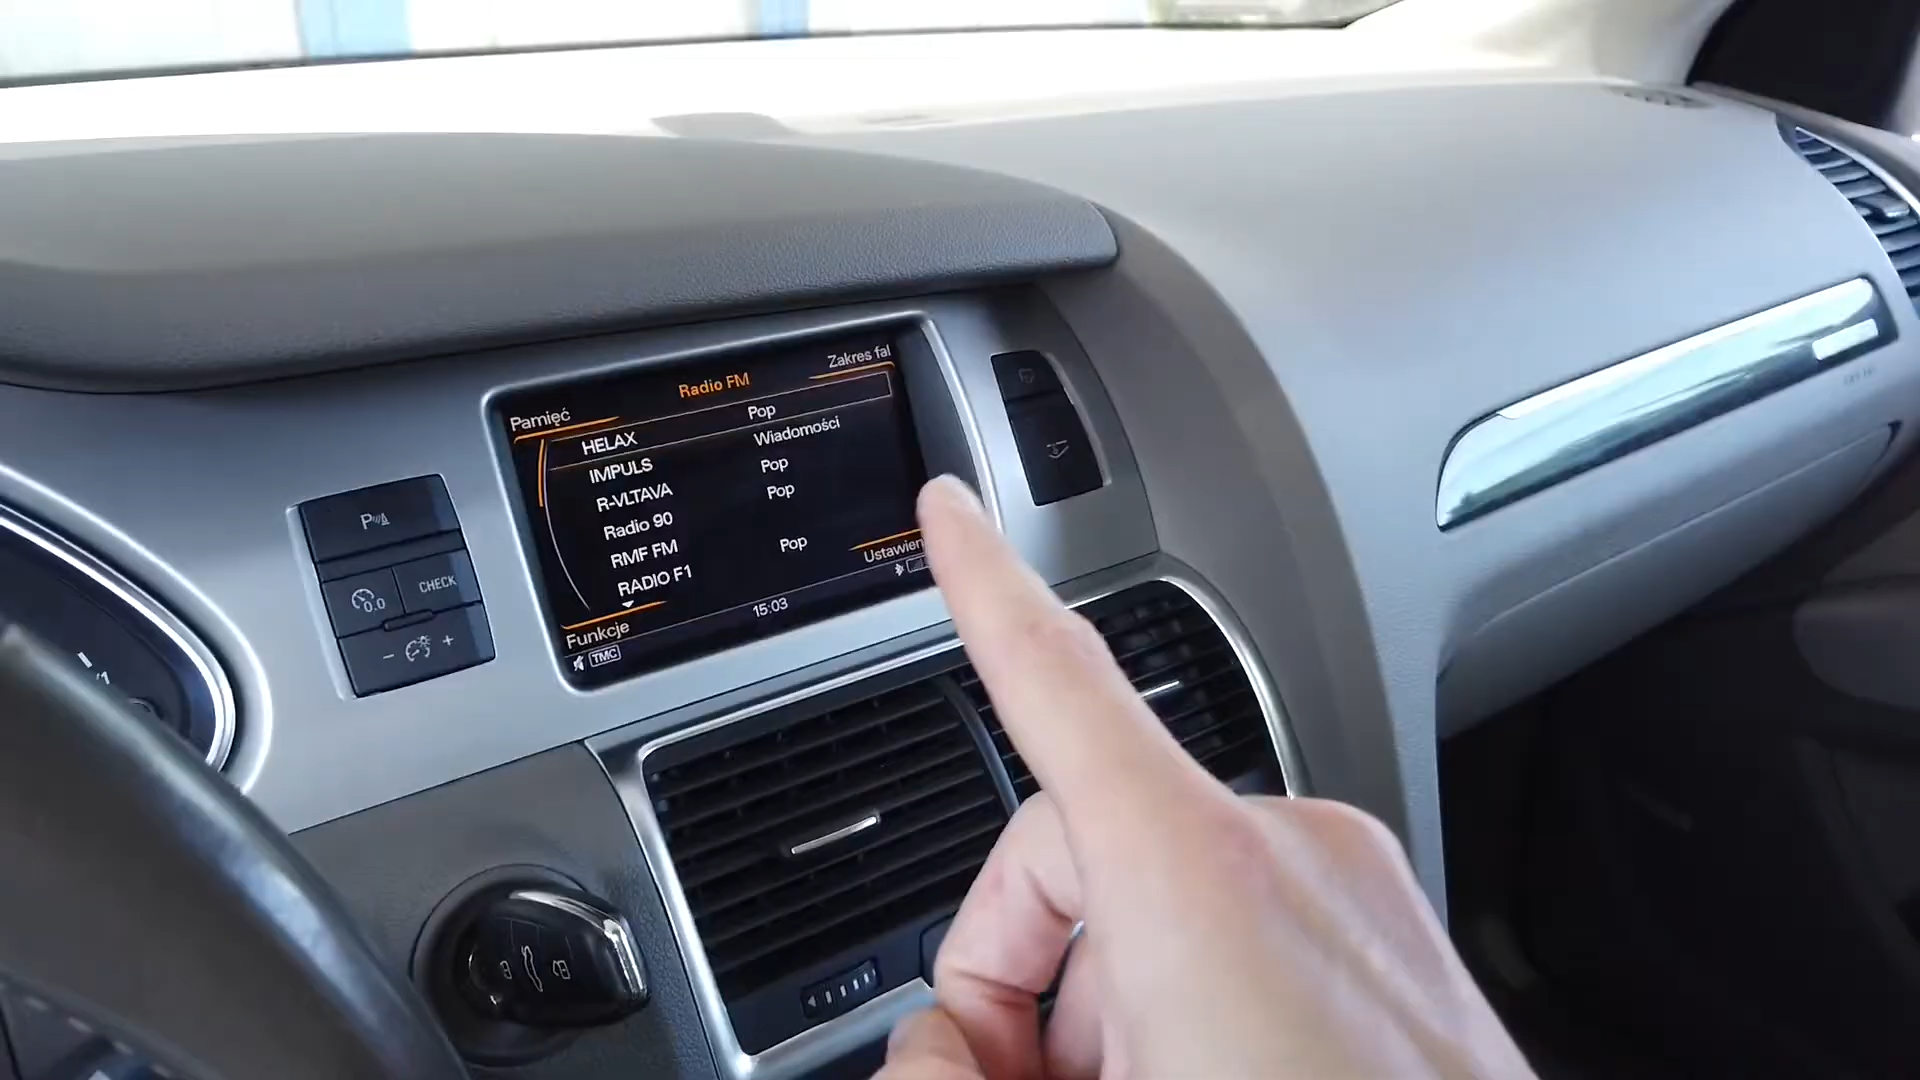 Zakres fal
Radio FM
Pamięć
HELAX Pop
IMPULS Wiadomości
R-VLTAVA Pop
Radio 90 Pop
RMF FM
RADIO F1 Pop
Ustawien
15:03
Funkcje
TMC
P
0.0 CHECK
- +